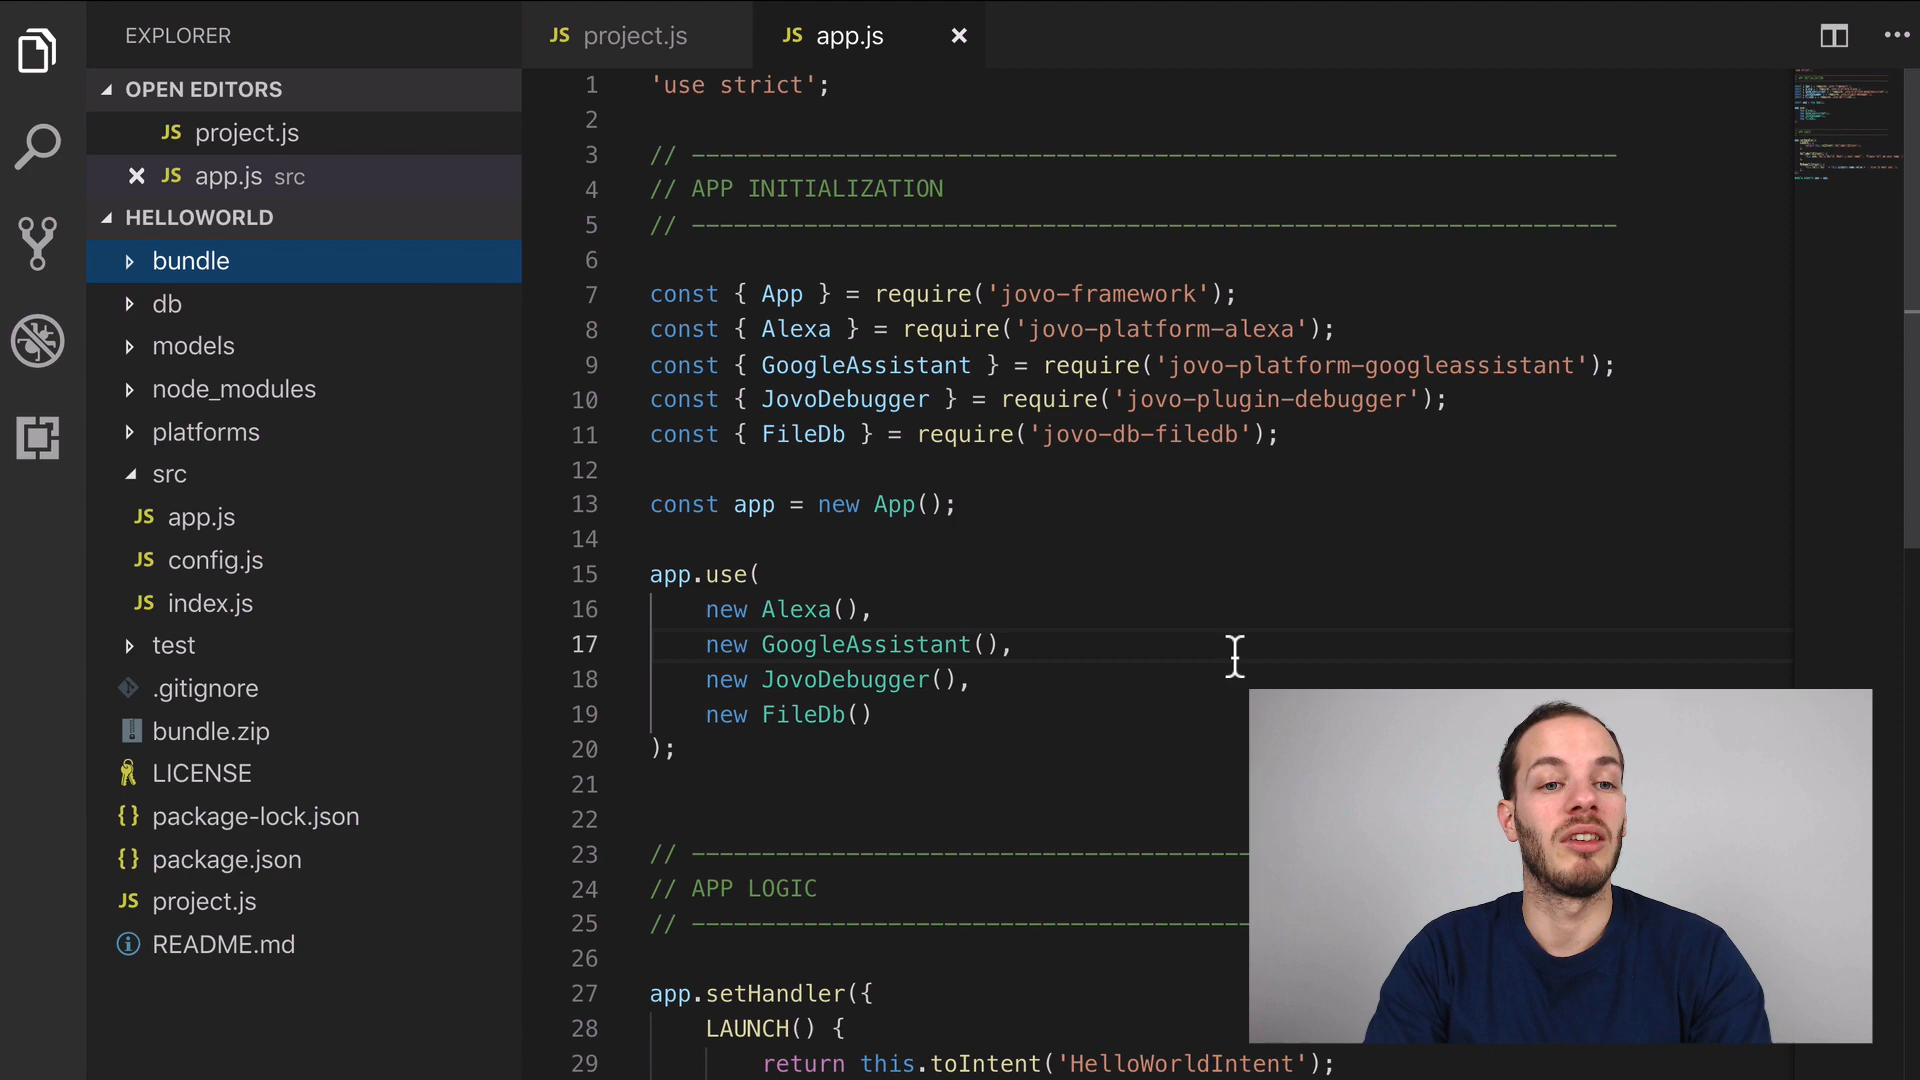 EXPLORER
OPEN EDITORS
JS project.js
JS app.js src
HELLOWORLD
bundle
db
models
node_modules
platforms
src
JS app.js
JS config.js
JS index.js
test
.gitignore
bundle.zip
LICENSE
{} package-lock.json
{} package.json
JS project.js
README.md
JS project.js
JS app.js
1 'use strict';
2
3 // ------------------------------------------------------------------
4 // APP INITIALIZATION
5 // ------------------------------------------------------------------
6
7 const { App } = require('jovo-framework');
8 const { Alexa } = require('jovo-platform-alexa');
9 const { GoogleAssistant } = require('jovo-platform-googleassistant');
10 const { JovoDebugger } = require('jovo-plugin-debugger');
11 const { FileDb } = require('jovo-db-filedb');
12
13 const app = new App();
14
15 app.use(
16 new Alexa(),
17 new GoogleAssistant(),
18 new JovoDebugger(),
19 new FileDb()
20 );
21
22
23 // ----------------------------------------
24 // APP LOGIC
25 // ----------------------------------------
26
27 app.setHandler({
28 LAUNCH() {
29 return this.toIntent('HelloWorldIntent');